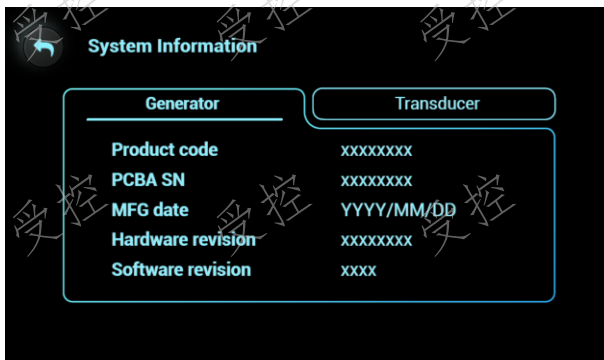 System Information
Generator
Transducer
Product code xxxxxxxx
PCBA SN xxxxxxxx
MFG date YYYY/MM/DD
Hardware revision xxxxxxxx
Software revision xxxx
受控
受控
受控
受控
受控
受控